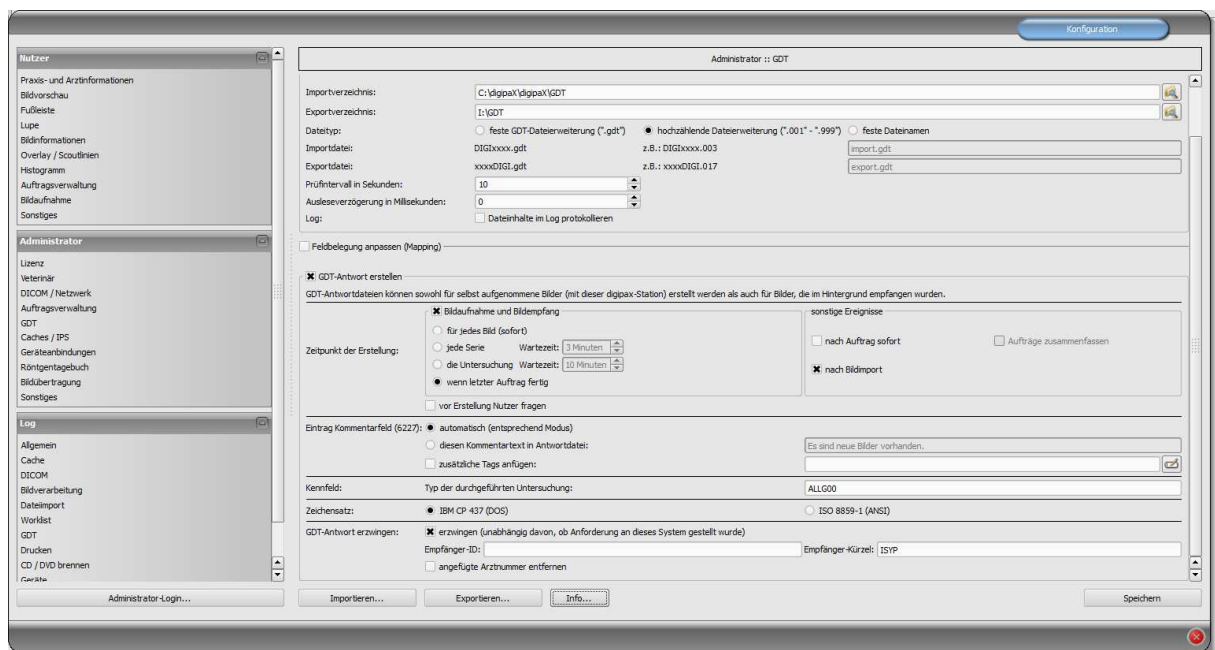 Konfiguration
Nutzer
Praxis- und Arztinformationen
Bildvorschau
Fußleiste
Lupe
Bildinformationen
Overlay / Scoutlinien
Histogramm
Auftragsverwaltung
Bildaufnahme
Sonstiges
Administrator
Lizenz
Veterinär
DICOM / Netzwerk
Auftragsverwaltung
GDT
Caches / IPS
Geräteanbindungen
Röntgentagebuch
Bildübertragung
Sonstiges
Log
Allgemein
Cache
DICOM
Bildverarbeitung
Dateiimport
Worklist
GDT
Drucken
CD / DVD brennen
Geräte
Administrator-Login...
Administrator :: GDT
Importverzeichnis: C:\digipaX\digipaX\GDT
Exportverzeichnis: I:\GDT
Dateityp: feste GDT-Dateierweiterung (".gdt") hochzählende Dateierweiterung (".001" - ".999") feste Dateinamen
Importdatei: DIGIxxxx.gdt z.B.: DIGIxxxx.003 import.gdt
Exportdatei: xxxxDIGI.gdt z.B.: xxxxDIGI.017 export.gdt
Prüfintervall in Sekunden: 10
Ausleseverzögerung in Millisekunden: 0
Log: Dateiinhalte im Log protokollieren
Feldbelegung anpassen (Mapping)
GDT-Antwort erstellen
GDT-Antwortdateien können sowohl für selbst aufgenommene Bilder (mit dieser digipax-Station) erstellt werden als auch für Bilder, die im Hintergrund empfangen wurden.
Zeitpunkt der Erstellung:
Bildaufnahme und Bildempfang
für jedes Bild (sofort)
jede Serie Wartezeit: 3 Minuten
die Untersuchung Wartezeit: 10 Minuten
wenn letzter Auftrag fertig
vor Erstellung Nutzer fragen
sonstige Ereignisse
nach Auftrag sofort Aufträge zusammenfassen
nach Bildimport
Eintrag Kommentarfeld (6227): automatisch (entsprechend Modus)
diesen Kommentartext in Antwortdatei: Es sind neue Bilder vorhanden.
zusätzliche Tags anfügen:
Kennfeld: Typ der durchgeführten Untersuchung: ALLG00
Zeichensatz: IBM CP 437 (DOS) ISO 8859-1 (ANSI)
GDT-Antwort erzwingen: erzwingen (unabhängig davon, ob Anforderung an dieses System gestellt wurde)
Empfänger-ID: Empfänger-Kürzel: ISYP
angefügte Arztnummer entfernen
Importieren... Exportieren... Info... Speichern